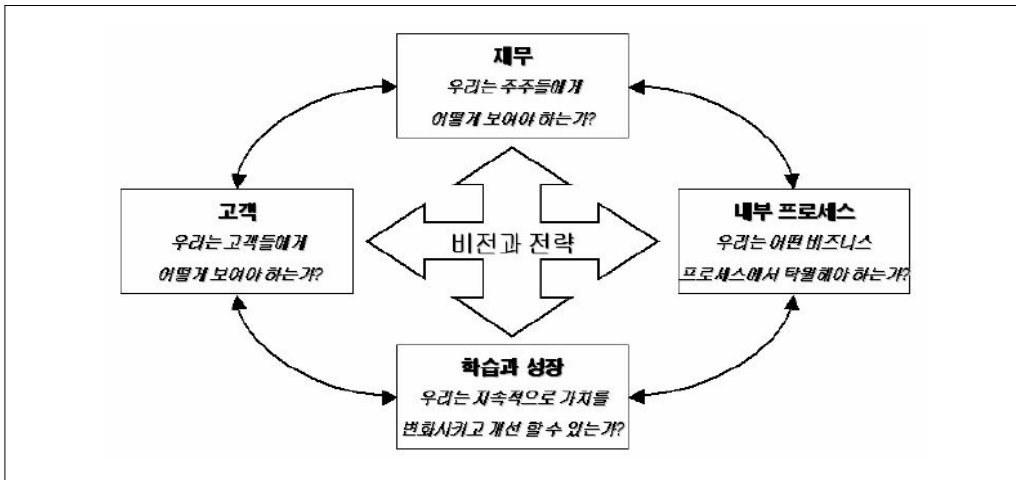 재무
우리는 주주들에게
어떻게 보여야 하는가?
고객
우리는 고객들에게
어떻게 보여야 하는가?
비전과 전략
내부 프로세스
우리는 어떤 비즈니스
프로세스에서 탁월해야 하는가?
학습과 성장
우리는 지속적으로 가치를
변화시키고 개선 할 수 있는가?